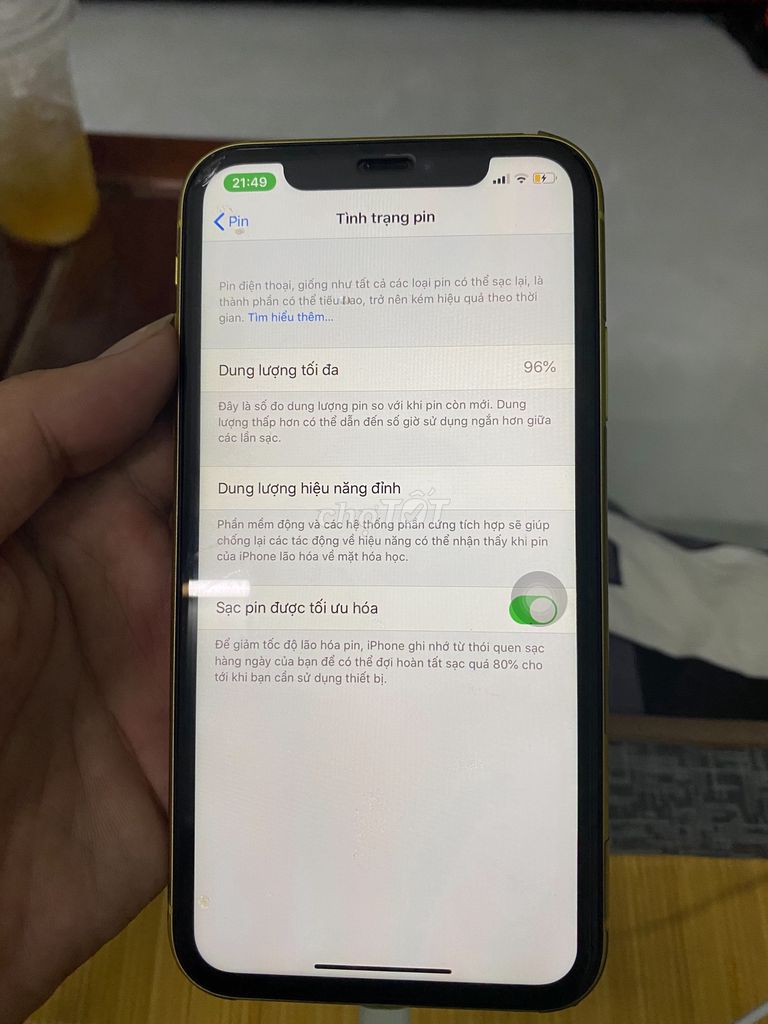 21:49
Pin
Tình trạng pin
Pin điện thoại, giống như tất cả các loại pin có thể sạc lại, là
thành phần có thể tiêu hao, trở nên kém hiệu quả theo thời
gian. Tìm hiểu thêm...
Dung lượng tối đa 96%
Đây là số đo dung lượng pin so với khi pin còn mới. Dung
lượng thấp hơn có thể dẫn đến số giờ sử dụng ngắn hơn giữa
các lần sạc.
Dung lượng hiệu năng đỉnh
choTỐT
Phần mềm động và các hệ thống phần cứng tích hợp sẽ giúp
chống lại các tác động về hiệu năng có thể nhận thấy khi pin
của iPhone lão hóa về mặt hóa học.
Sạc pin được tối ưu hóa
Để giảm tốc độ lão hóa pin, iPhone ghi nhớ từ thói quen sạc
hàng ngày của bạn để có thể đợi hoàn tất sạc quá 80% cho
tới khi bạn cần sử dụng thiết bị.